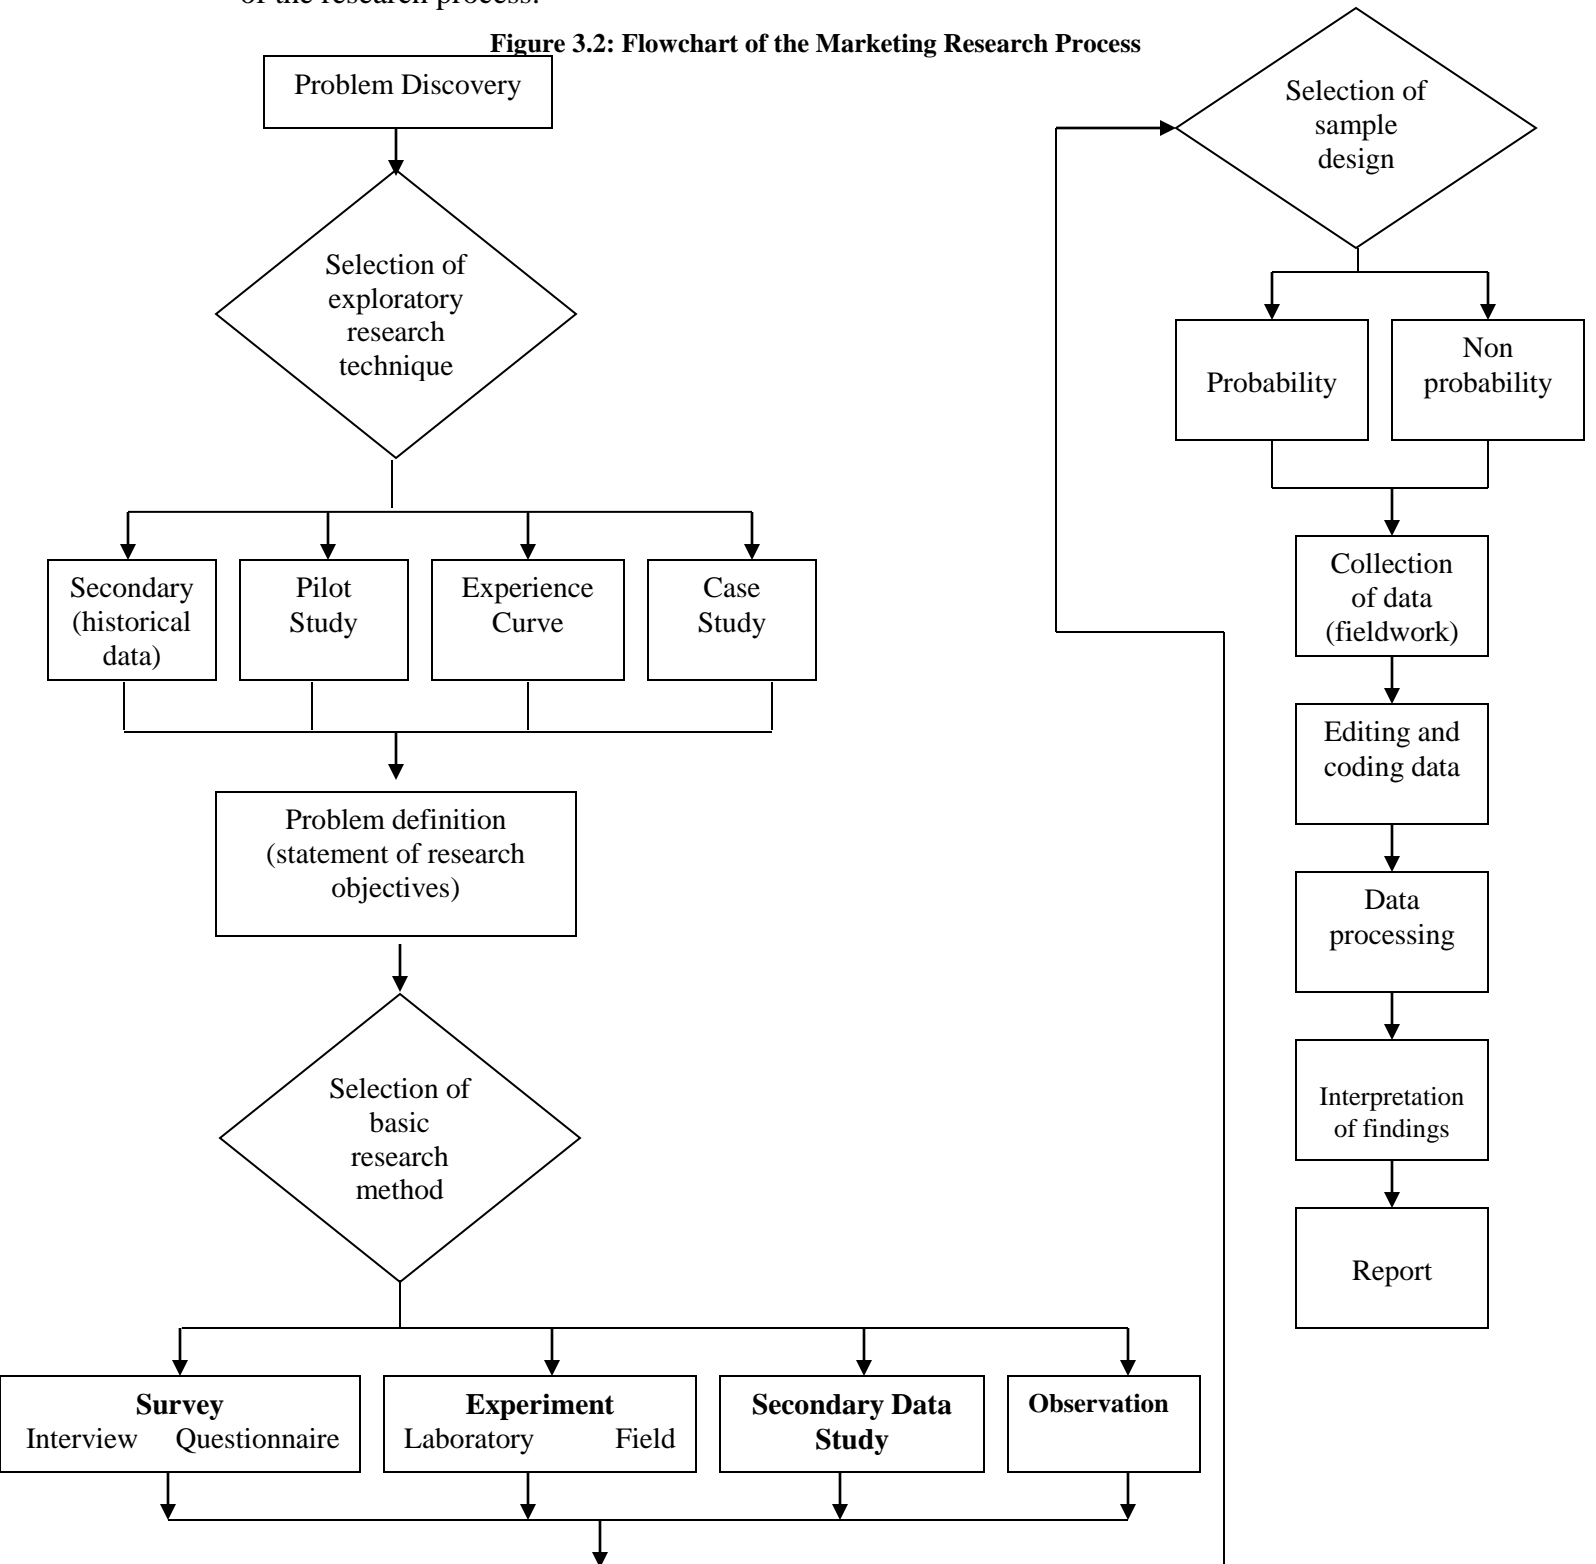 of the research process.
Figure 3.2: Flowchart of the Marketing Research Process
Problem Discovery
Selection of
exploratory
research
technique
Secondary
(historical
data)
Pilot
Study
Experience
Curve
Case
Study
Problem definition
(statement of research
objectives)
Selection of
basic
research
method
Survey
Interview Questionnaire
Experiment
Laboratory Field
Secondary Data
Study
Observation
Selection of
sample
design
Probability
Non
probability
Collection
of data
(fieldwork)
Editing and
coding data
Data
processing
Interpretation
of findings
Report